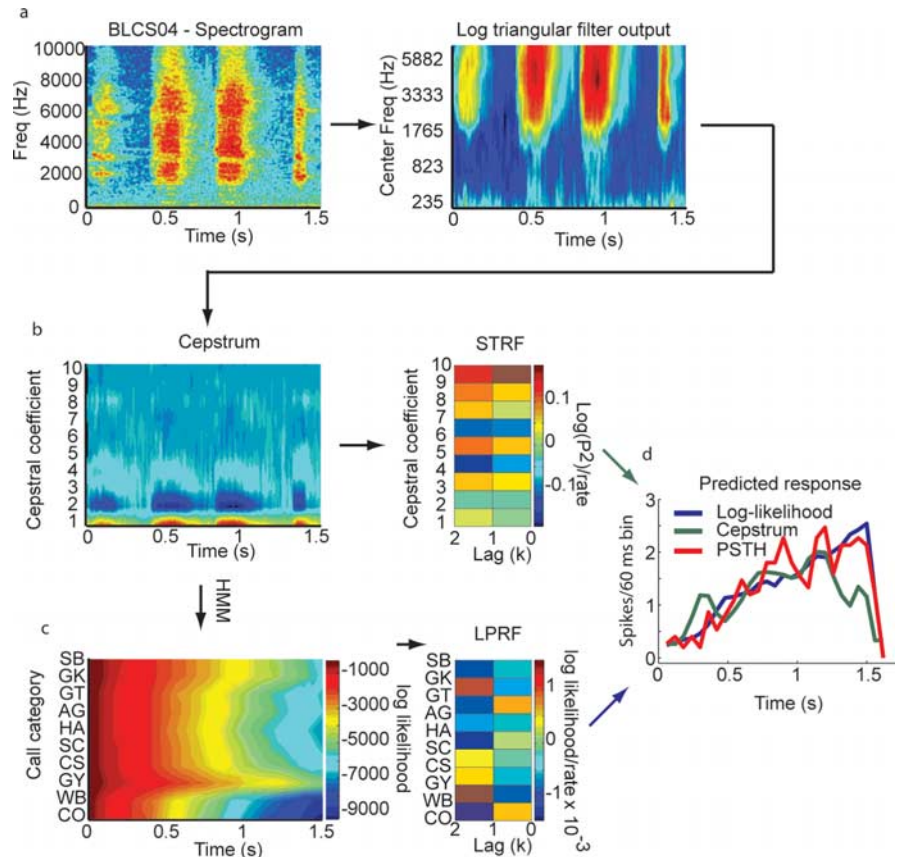 a
BLCS04 - Spectrogram
Log triangular filter output
Freq (Hz)
10000
8000
6000
4000
2000
0
0 0.5 1 1.5
Time (s)
Center Freq (Hz)
5882
3333
1765
823
235
0 0.5 1 1.5
Time (s)
b
Cepstrum
STRF
Cepstral coefficient
10
9
8
7
6
5
4
3
2
1
0 0.5 1 1.5
Time (s)
Cepstral coefficient
10
9
8
7
6
5
4
3
2
1
2 1 0
Lag (k)
0.1
0
-0.1
Log(P2)/rate
HMM
c
LPRF
Call category
SB
GK
GT
AG
HA
SC
CS
GY
WB
CO
0 0.5 1 1.5
Time (s)
-1000
-3000
-5000
-7000
-9000
log likelihood
SB
GK
GT
AG
HA
SC
CS
GY
WB
CO
2 1 0
Lag (k)
1
0
-1
log likelihood/rate x 10⁻³
d
Predicted response
Log-likelihood
Cepstrum
PSTH
Spikes/60 ms bin
3
2
1
0
0 0.5 1 1.5
Time (s)